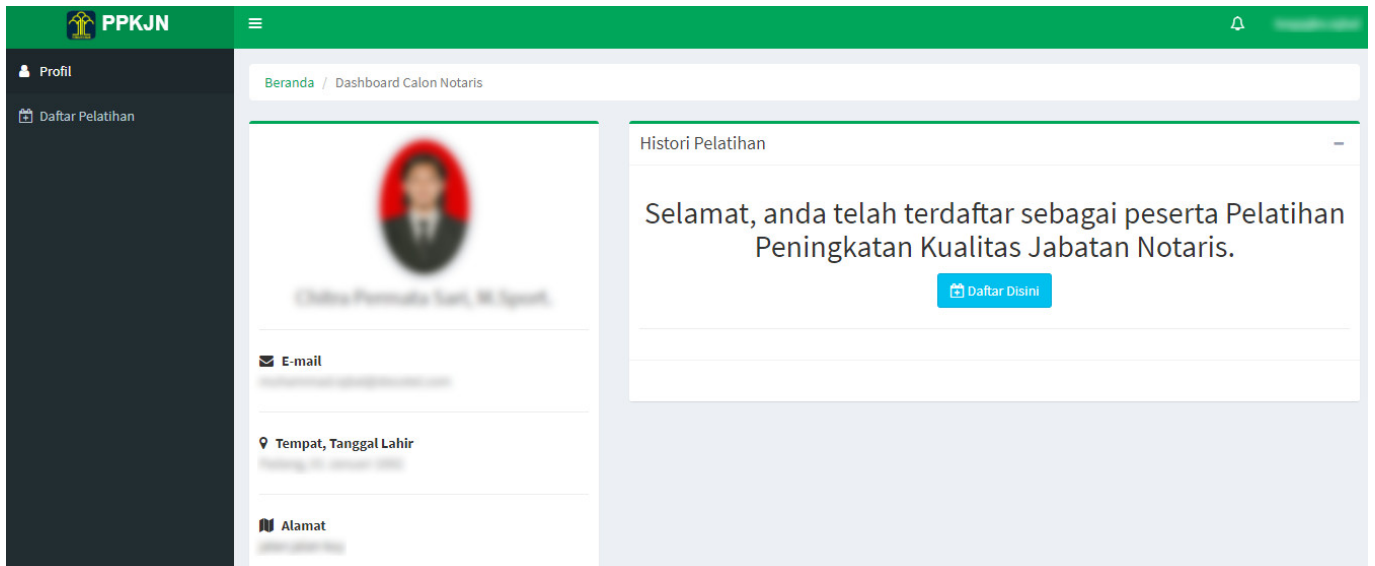 PPKJN
Profil
Daftar Pelatihan
Beranda / Dashboard Calon Notaris
E-mail
Tempat, Tanggal Lahir
Alamat
Histori Pelatihan
Selamat, anda telah terdaftar sebagai peserta Pelatihan
Peningkatan Kualitas Jabatan Notaris.
Daftar Disini